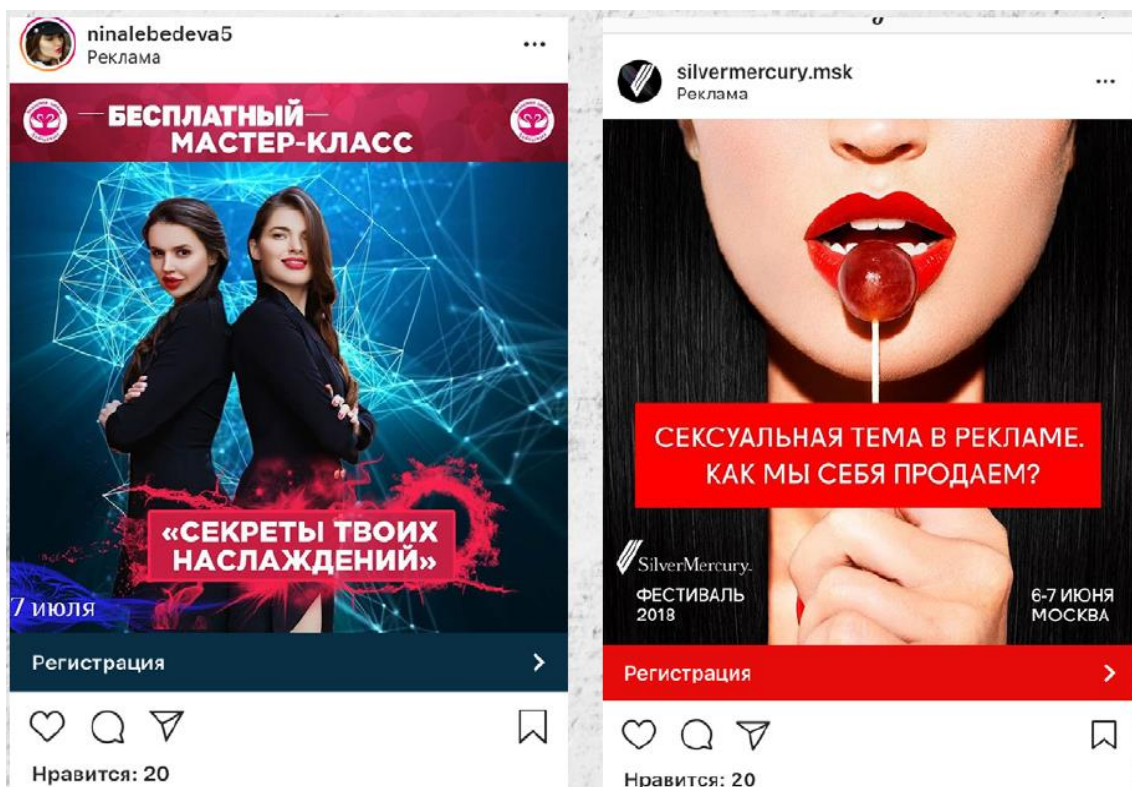 ninalebedeva5
Реклама
БЕСПЛАТНЫЙ
МАСТЕР-КЛАСС
«СЕКРЕТЫ ТВОИХ
НАСЛАЖДЕНИЙ»
7 июля
Регистрация
Нравится: 20
silvermercury.msk
Реклама
СЕКСУАЛЬНАЯ ТЕМА В РЕКЛАМЕ.
КАК МЫ СЕБЯ ПРОДАЕМ?
SilverMercury.
ФЕСТИВАЛЬ
2018
6-7 ИЮНЯ
МОСКВА
Регистрация
Нравится: 20